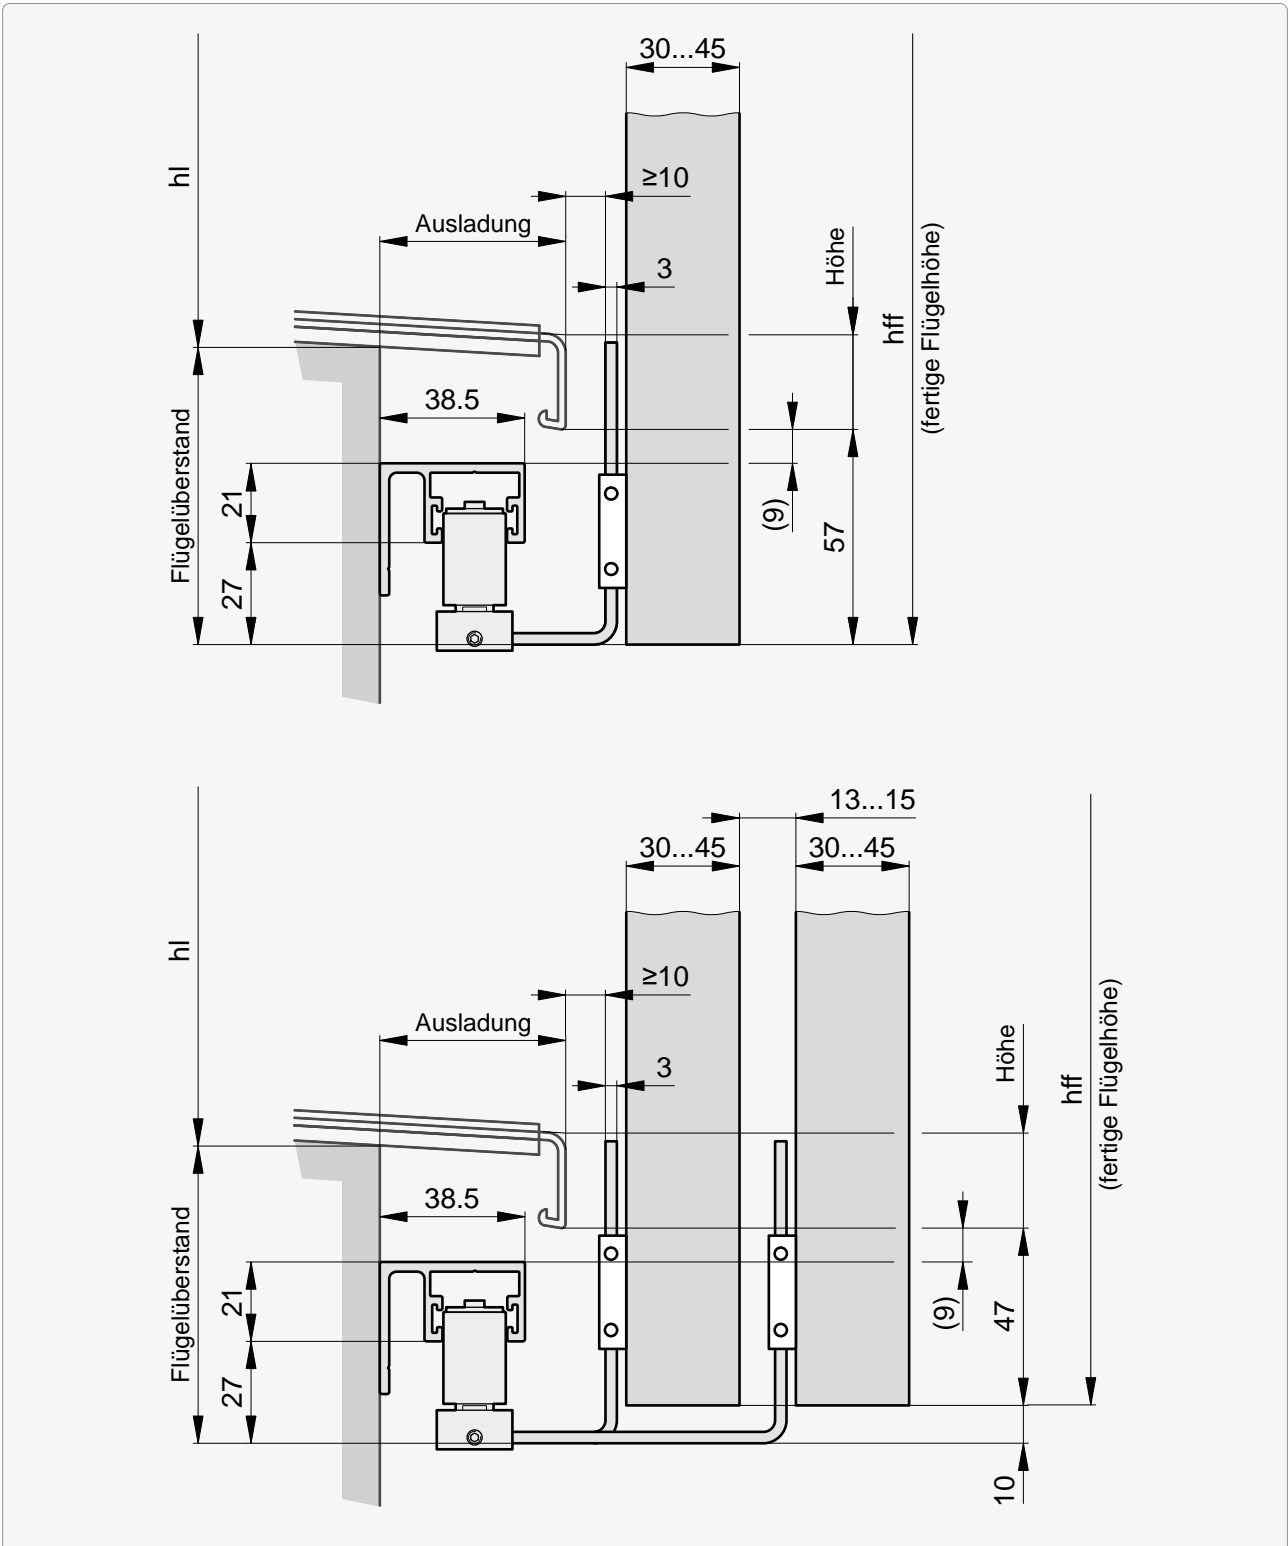 30...45
hl
≥10
Ausladung
Höhe
3
hff
(fertige Flügelhöhe)
38.5
Flügelüberstand
21
(9)
57
27
13...15
30...45
30...45
hl
≥10
Ausladung
Höhe
3
hff
(fertige Flügelhöhe)
38.5
Flügelüberstand
21
(9)
47
27
10